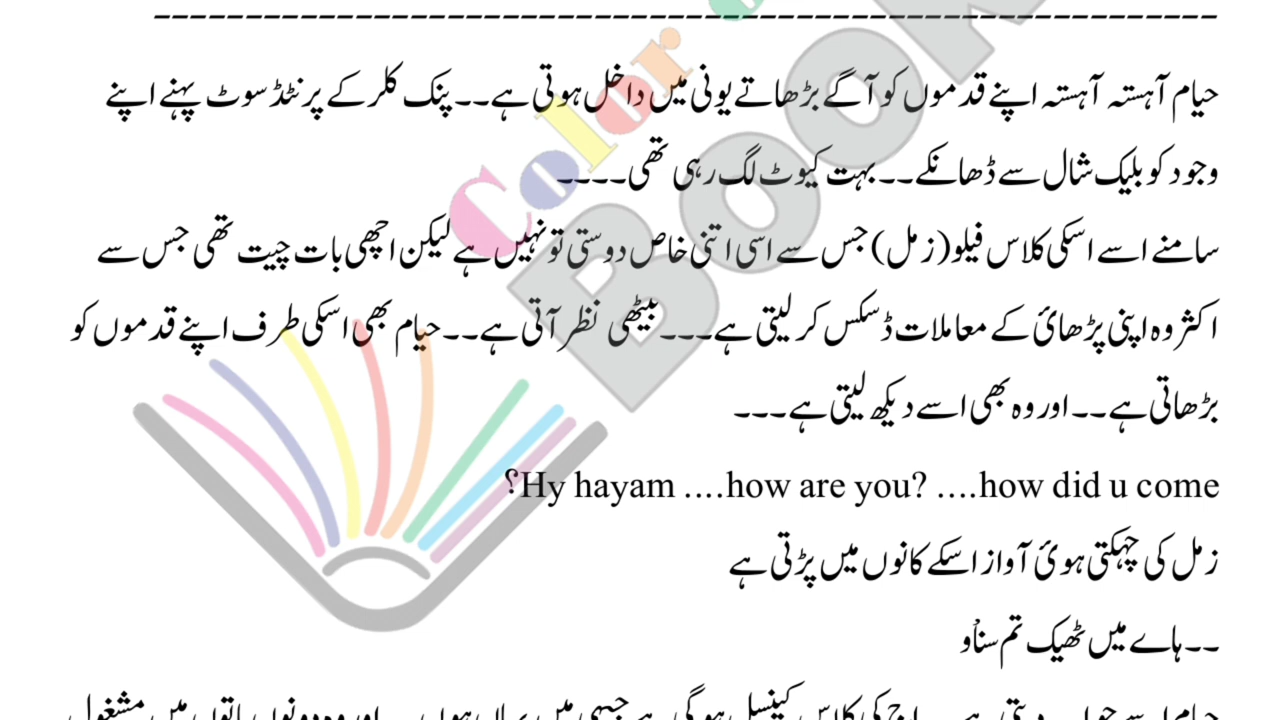 حیام آہستہ آہستہ اپنے قدموں کو آگے بڑھاتے یونی میں داخل ہوتی ہے۔۔ پنک کلر کے پرنٹڈ سوٹ پہنے اپنے
وجود کو بلیک شال سے ڈھانکے۔۔ بہت کیوٹ لگ رہی تھی۔۔۔۔
سامنے اسے اسکی کلاس فیلو (زمل) جس سے اسی اتنی خاص دوستی تو نہیں ہے لیکن اچھی بات چیت تھی جس سے
اکثر وہ اپنی پڑھائ کے معاملات ڈسکس کر لیتی ہے۔۔۔ بیٹھی نظر آتی ہے۔۔ حیام بھی اسکی طرف اپنے قدموں کو
بڑھاتی ہے۔۔ اور وہ بھی اسے دیکھ لیتی ہے۔۔۔
Hy hayam ....how are you? ....how did u come؟
زمل کی چہکتی ہوئ آواز اسکے کانوں میں پڑتی ہے
۔۔ہاے میں ٹھیک تم سناؤ
Color
Book